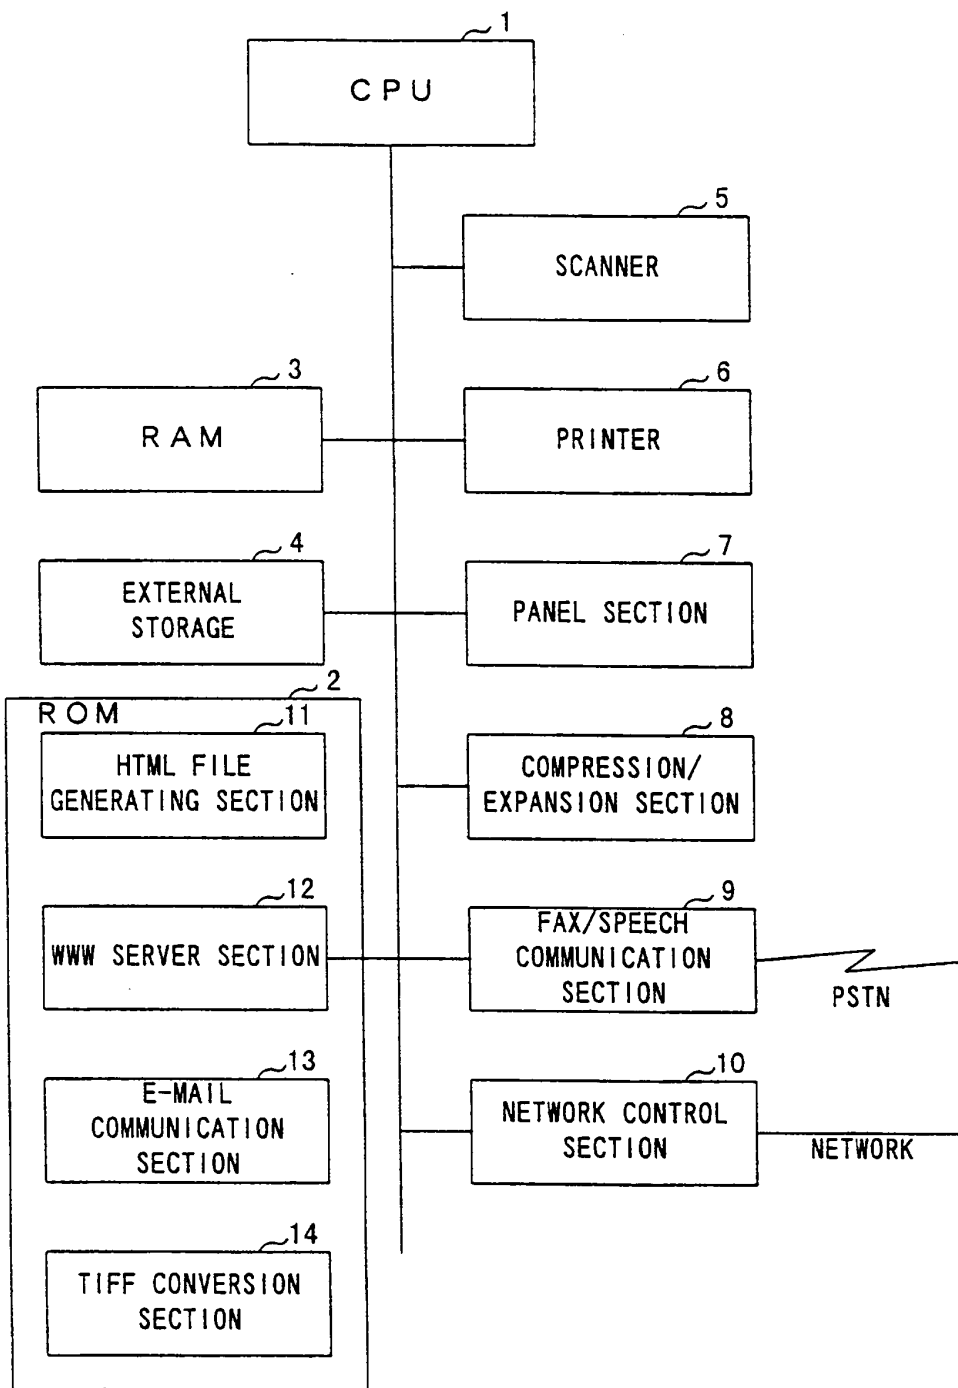 1
CPU
5
SCANNER
3
RAM
6
PRINTER
4
EXTERNAL
STORAGE
7
PANEL SECTION
2
ROM
11
HTML FILE
GENERATING SECTION
8
COMPRESSION/
EXPANSION SECTION
12
WWW SERVER SECTION
9
FAX/SPEECH
COMMUNICATION
SECTION
PSTN
13
E-MAIL
COMMUNICATION
SECTION
10
NETWORK CONTROL
SECTION
NETWORK
14
TIFF CONVERSION
SECTION